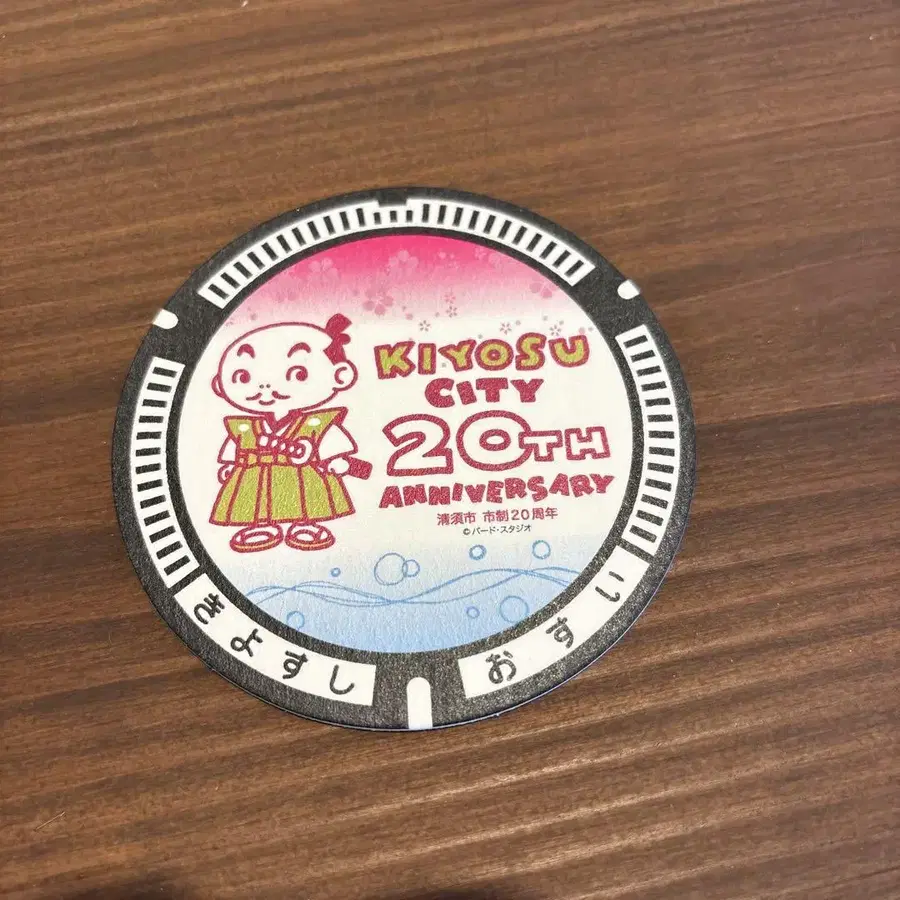 KIYOSU
CITY
20TH
ANNIVERSARY
清須市 市制20周年
©バード・スタジオ
きよすし
おすい